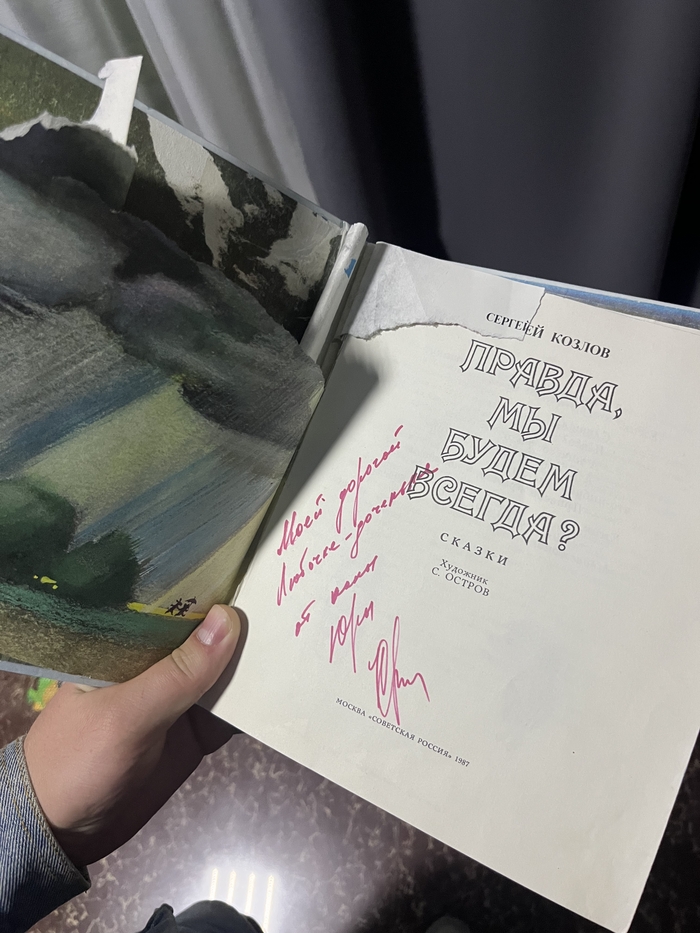 СЕРГЕЙ КОЗЛОВ
ПРАВДА,
МЫ
БУДЕМ
ВСЕГДА?
СКАЗКИ
Художник
С. ОСТРОВ
Моей дорогой
Любочке-доченьке
от папы
Юры
МОСКВА «СОВЕТСКАЯ РОССИЯ» 1987